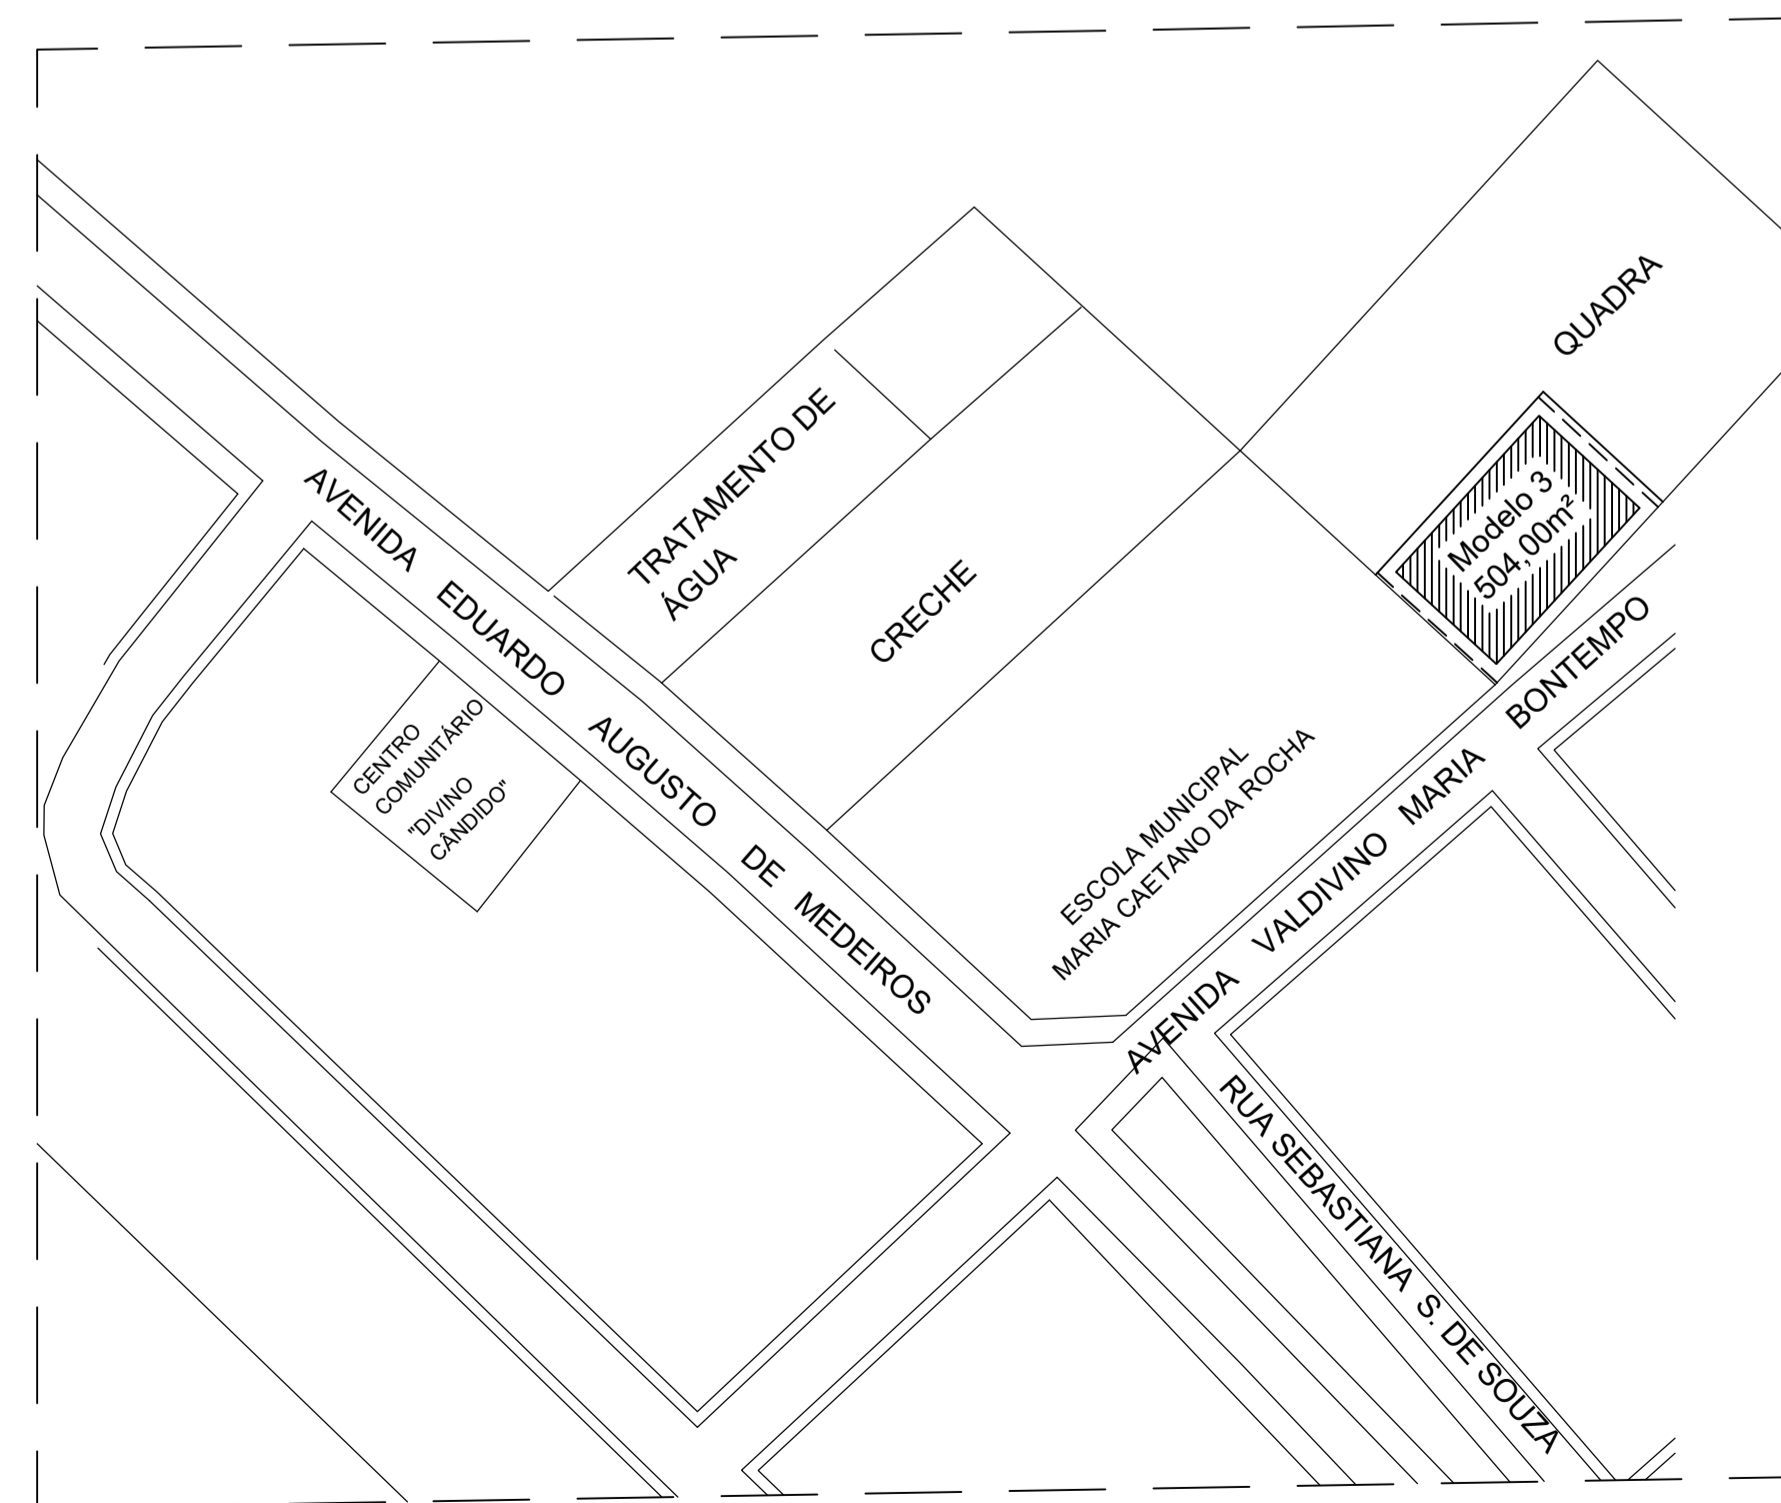 QUADRA
TRATAMENTO DE
ÁGUA
Modelo 3
504,00m²
AVENIDA EDUARDO AUGUSTO DE MEDEIROS
CRECHE
CENTRO
COMUNITÁRIO
"DIVINO
CÂNDIDO"
ESCOLA MUNICIPAL
MARIA CAETANO DA ROCHA
AVENIDA VALDIVINO MARIA BONTEMPO
RUA SEBASTIANA S. DE SOUZA